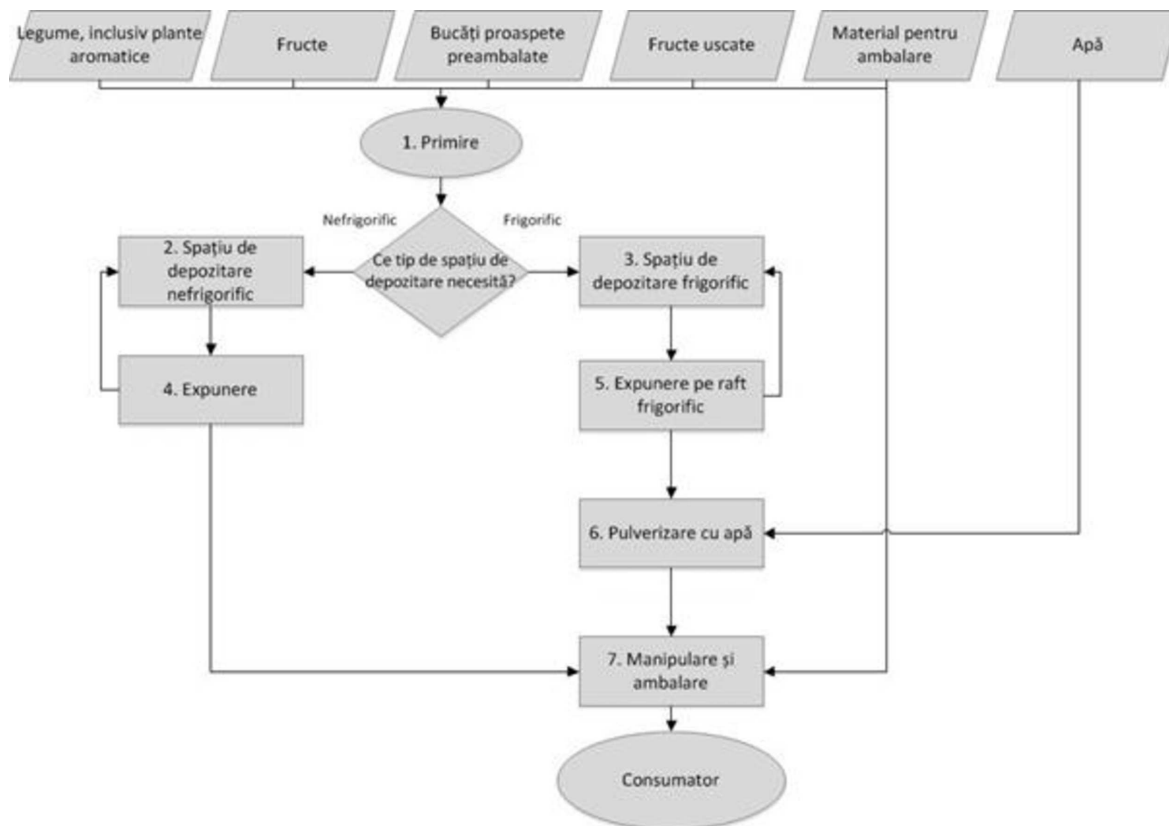 Legume, inclusiv plante
aromatice
Fructe
Bucăți proaspete
preambalate
Fructe uscate
Material pentru
ambalare
Apă
1. Primire
Nefrigorific
Frigorific
Ce tip de spațiu de
depozitare necesită?
2. Spațiu de
depozitare
nefrigorific
3. Spațiu de
depozitare frigorific
4. Expunere
5. Expunere pe raft
frigorific
6. Pulverizare cu apă
7. Manipulare și
ambalare
Consumator